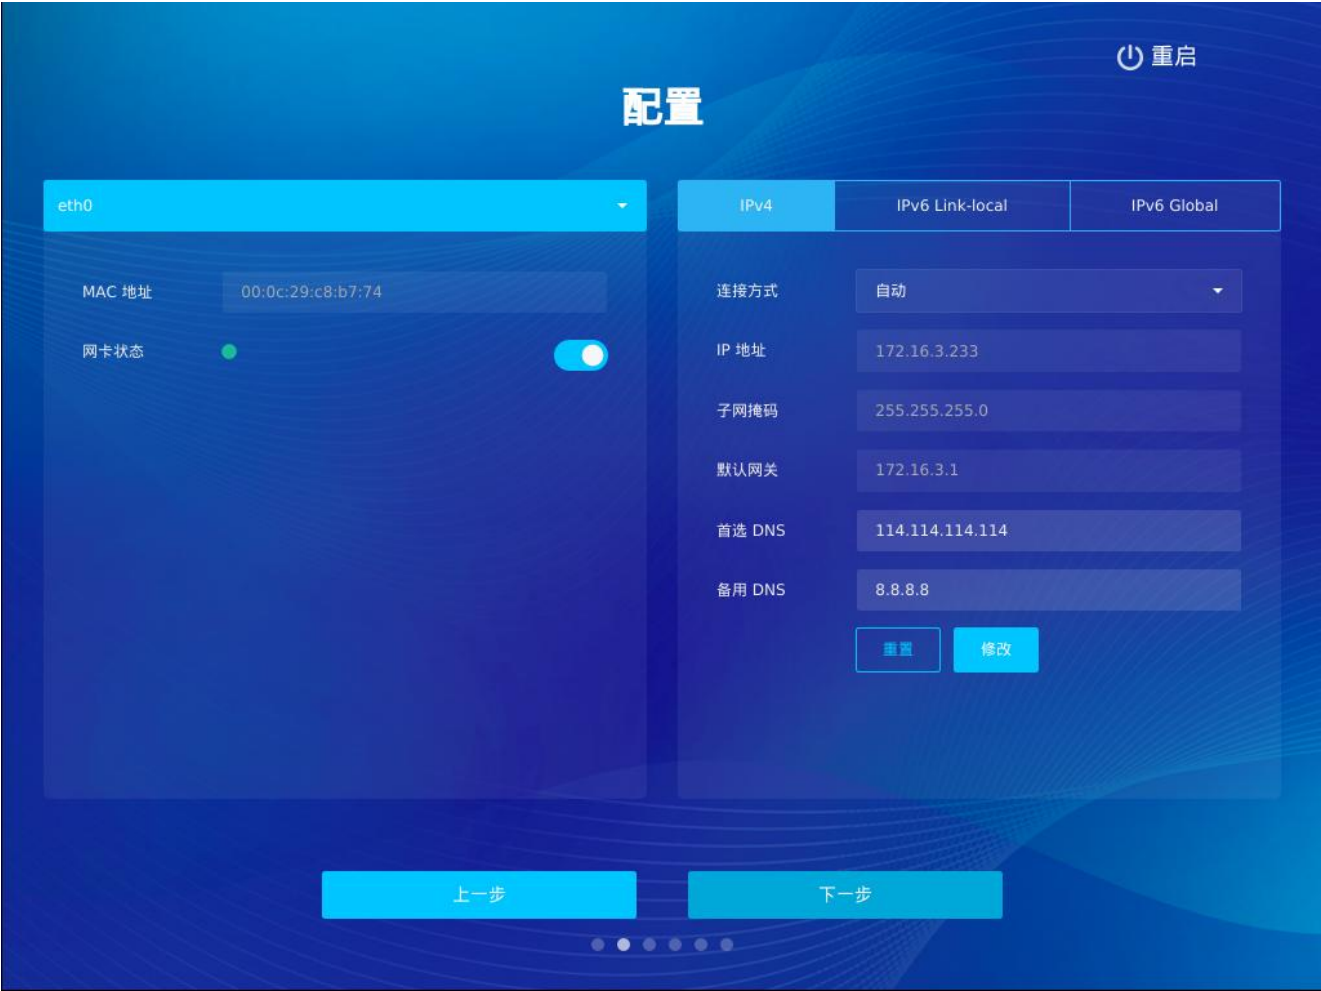 重启
配置
eth0
MAC 地址 00:0c:29:c8:b7:74
网卡状态
IPv4 IPv6 Link-local IPv6 Global
连接方式 自动
IP 地址 172.16.3.233
子网掩码 255.255.255.0
默认网关 172.16.3.1
首选 DNS 114.114.114.114
备用 DNS 8.8.8.8
重置 修改
上一步 下一步